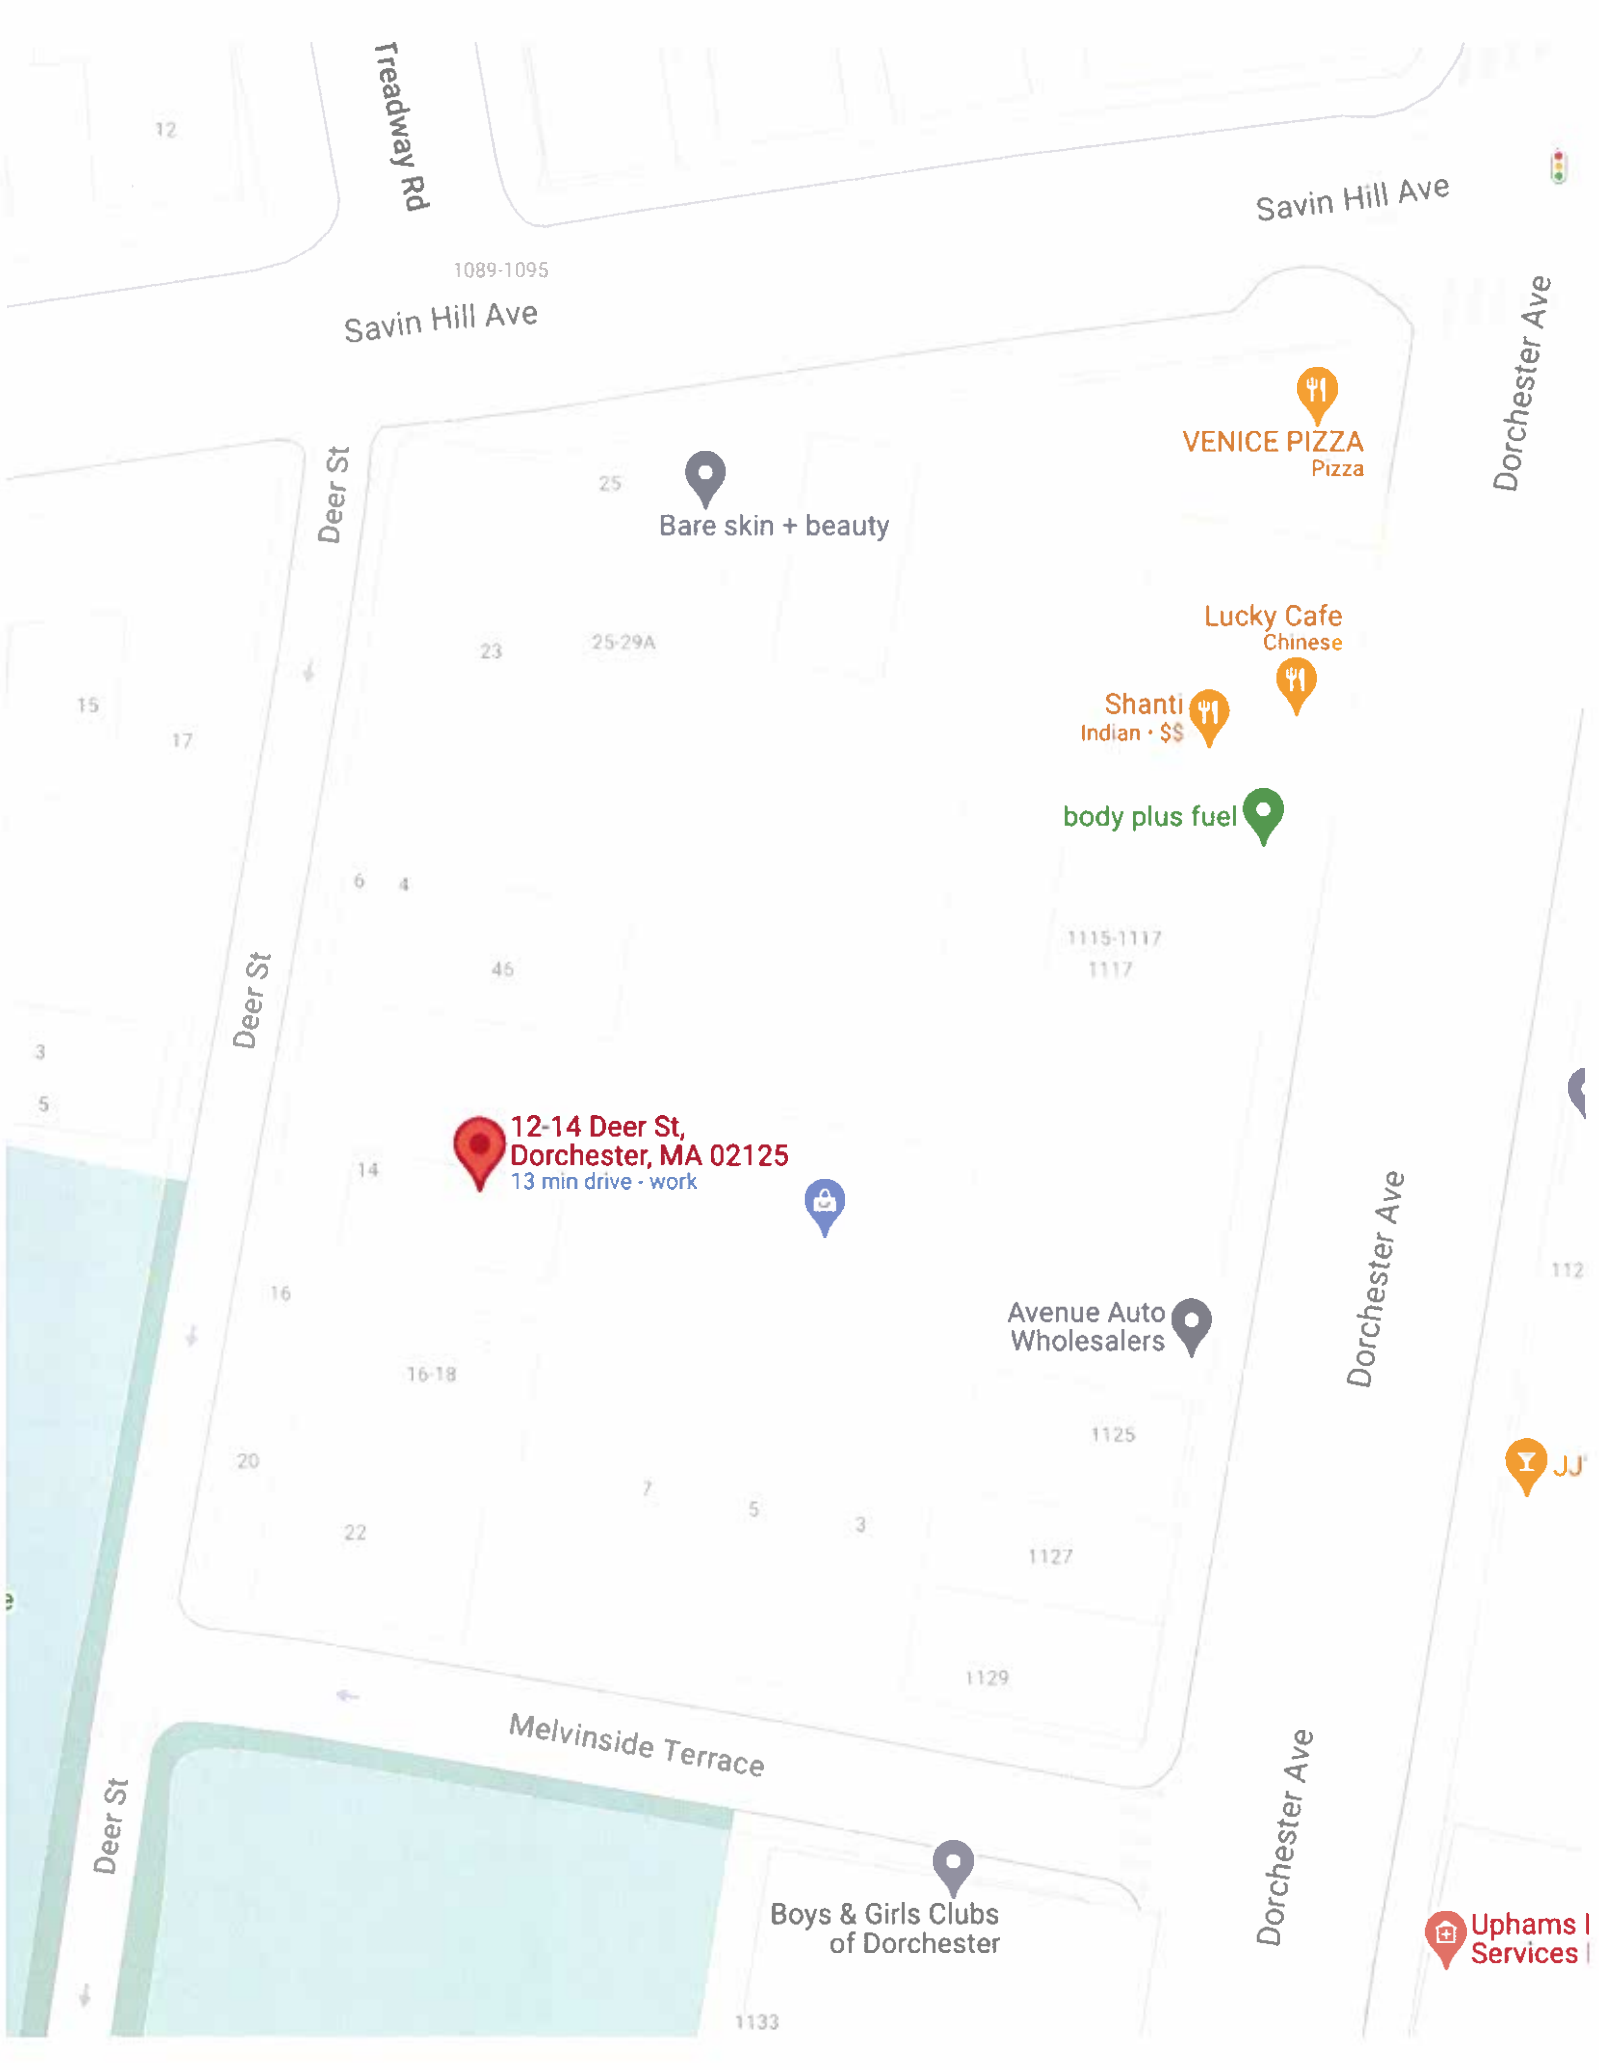 Treadway Rd
12
Savin Hill Ave
1089-1095
Savin Hill Ave
Dorchester Ave
VENICE PIZZA
Pizza
Deer St
25
Bare skin + beauty
Lucky Cafe
Chinese
23
25-29A
Shanti
Indian · $$
15
17
body plus fuel
6
4
1115-1117
1117
46
Deer St
3
5
12-14 Deer St,
Dorchester, MA 02125
13 min drive - work
14
Dorchester Ave
112
16
Avenue Auto
Wholesalers
16-18
1125
20
JJ'
7
5
3
22
1127
1129
Melvinside Terrace
Deer St
Dorchester Ave
Boys & Girls Clubs
of Dorchester
Uphams
Services
1133